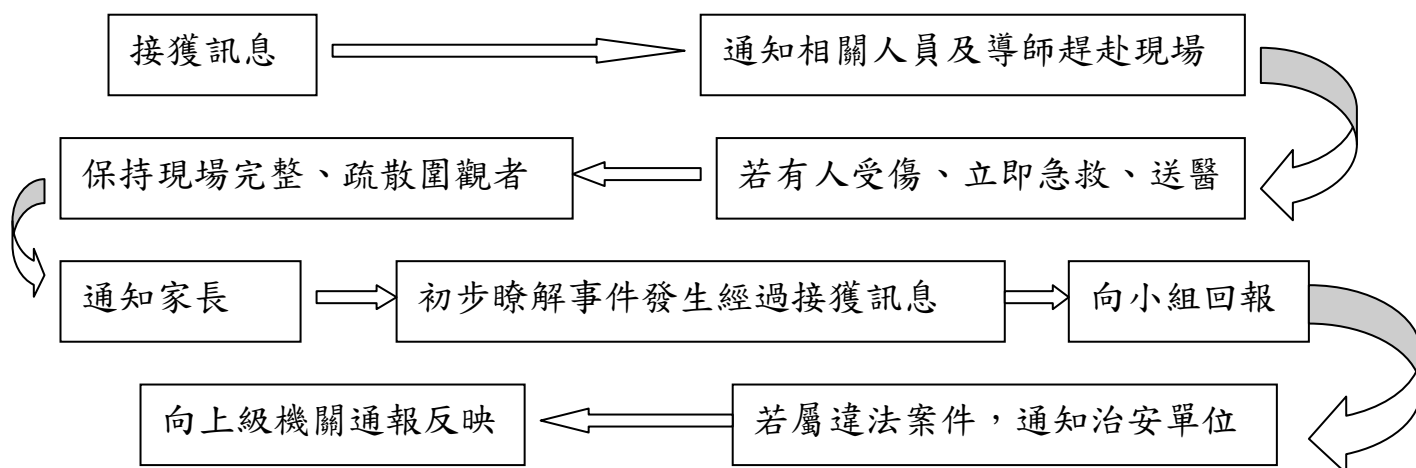 接獲訊息
通知相關人員及導師趕赴現場
若有人受傷、立即急救、送醫
保持現場完整、疏散圍觀者
通知家長
初步瞭解事件發生經過接獲訊息
向小組回報
若屬違法案件，通知治安單位
向上級機關通報反映